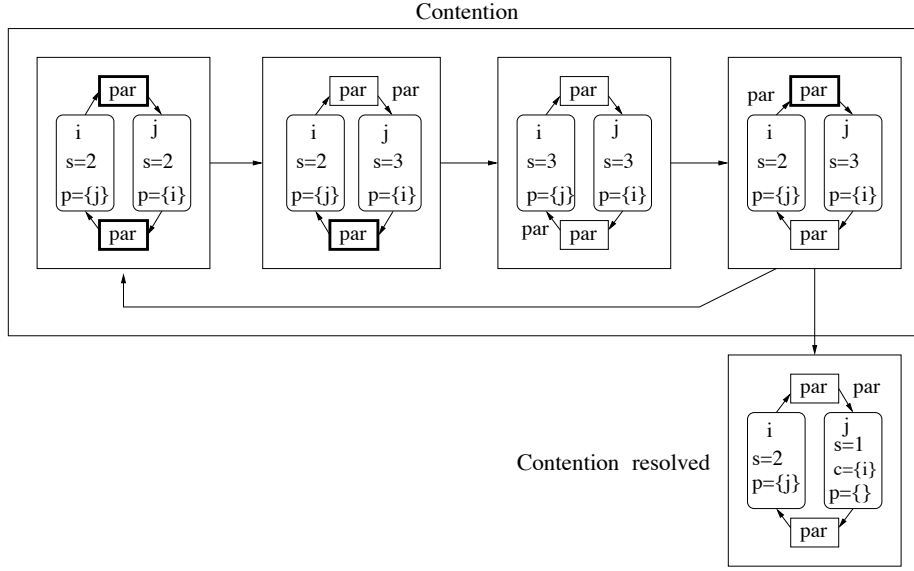 Contention
par
i
s=2
p={j}
j
s=2
p={i}
par
par
par
i
s=2
p={j}
j
s=3
p={i}
par
par
i
s=3
p={j}
j
s=3
p={i}
par
par
par
par
i
s=2
p={j}
j
s=3
p={i}
par
Contention resolved
par
par
i
s=2
p={j}
j
s=1
c={i}
p={}
par